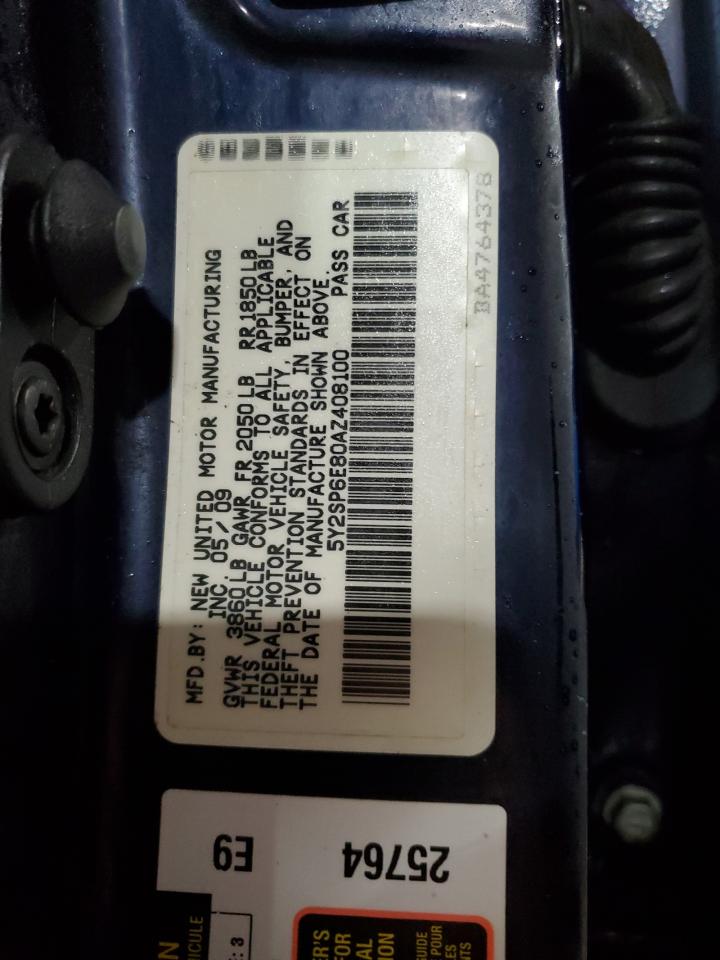 MFD.BY: NEW UNITED MOTOR MANUFACTURING
INC. 05/09
GVWR 3860LB GAWR FR 2050LB RR1850LB
THIS VEHICLE CONFORMS TO ALL APPLICABLE
FEDERAL MOTOR VEHICLE SAFETY, BUMPER, AND
THEFT PREVENTION STANDARDS IN EFFECT ON
THE DATE OF MANUFACTURE SHOWN ABOVE.
5Y2SP6E80AZ408100 PASS CAR
BA4764378
E9
25764